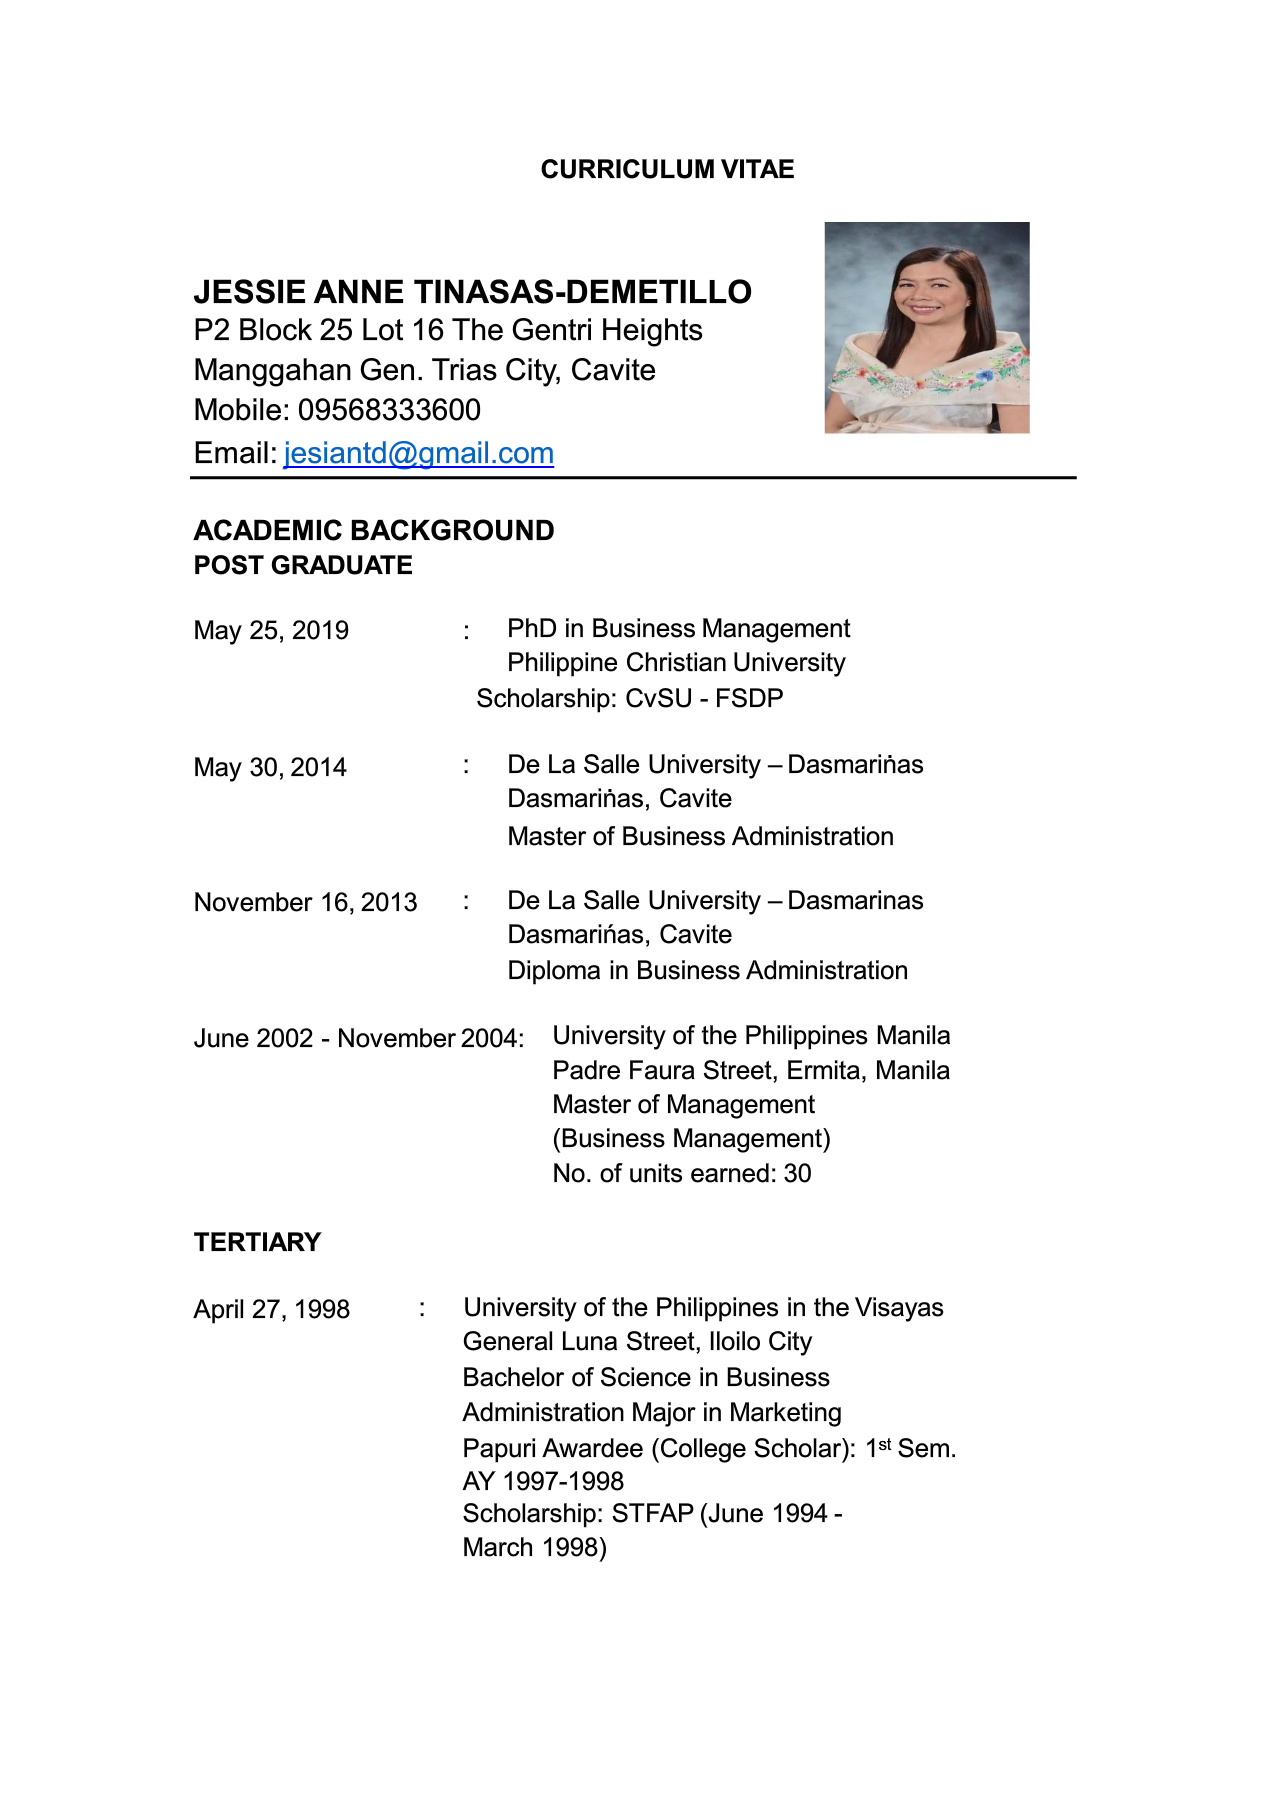 CURRICULUM VITAE
JESSIE ANNE TINASAS-DEMETILLO
P2 Block 25 Lot 16 The Gentri Heights
Manggahan Gen. Trias City, Cavite
Mobile: 09568333600
Email: jesiantd@gmail.com
ACADEMIC BACKGROUND
POST GRADUATE
May 25, 2019 : PhD in Business Management
Philippine Christian University
Scholarship: CvSU - FSDP
May 30, 2014 : De La Salle University – Dasmariṅas
Dasmariṅas, Cavite
Master of Business Administration
November 16, 2013 : De La Salle University – Dasmarinas
Dasmarińas, Cavite
Diploma in Business Administration
June 2002 - November 2004: University of the Philippines Manila
Padre Faura Street, Ermita, Manila
Master of Management
(Business Management)
No. of units earned: 30
TERTIARY
April 27, 1998 : University of the Philippines in the Visayas
General Luna Street, Iloilo City
Bachelor of Science in Business
Administration Major in Marketing
Papuri Awardee (College Scholar): 1st Sem.
AY 1997-1998
Scholarship: STFAP (June 1994 -
March 1998)